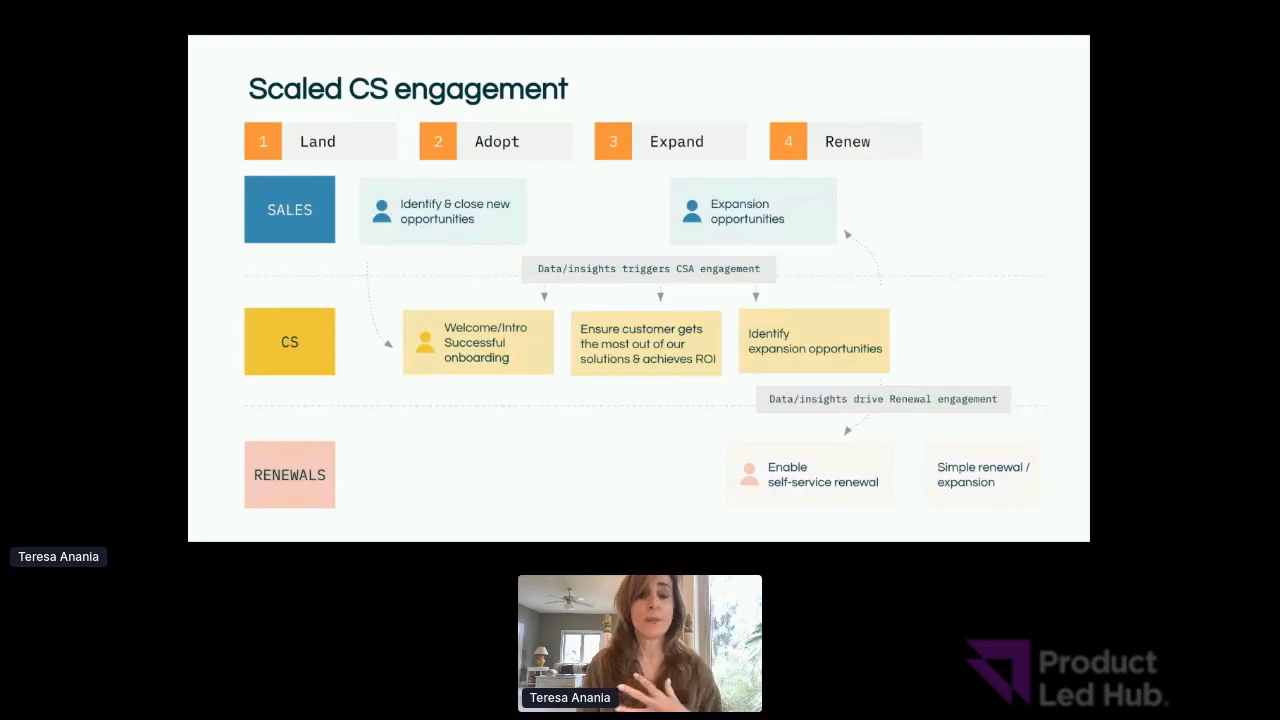 Scaled CS engagement
1 Land
2 Adopt
3 Expand
4 Renew
SALES
Identify & close new
opportunities
Expansion
opportunities
Data/insights triggers CSA engagement
CS
Welcome/Intro
Successful
onboarding
Ensure customer gets
the most out of our
solutions & achieves ROI
Identify
expansion opportunities
Data/insights drive Renewal engagement
RENEWALS
Enable
self-service renewal
Simple renewal /
expansion
Teresa Anania
Teresa Anania
Product
Led Hub.